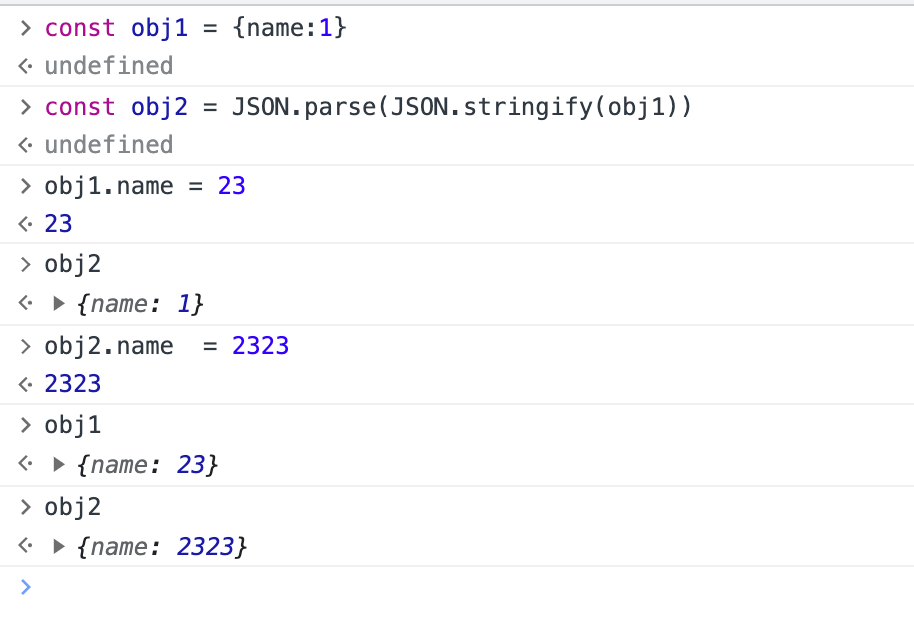 > const obj1 = {name:1}
undefined
> const obj2 = JSON.parse(JSON.stringify(obj1))
undefined
> obj1.name = 23
23
> obj2
{name: 1}
> obj2.name  = 2323
2323
> obj1
{name: 23}
> obj2
{name: 2323}
>